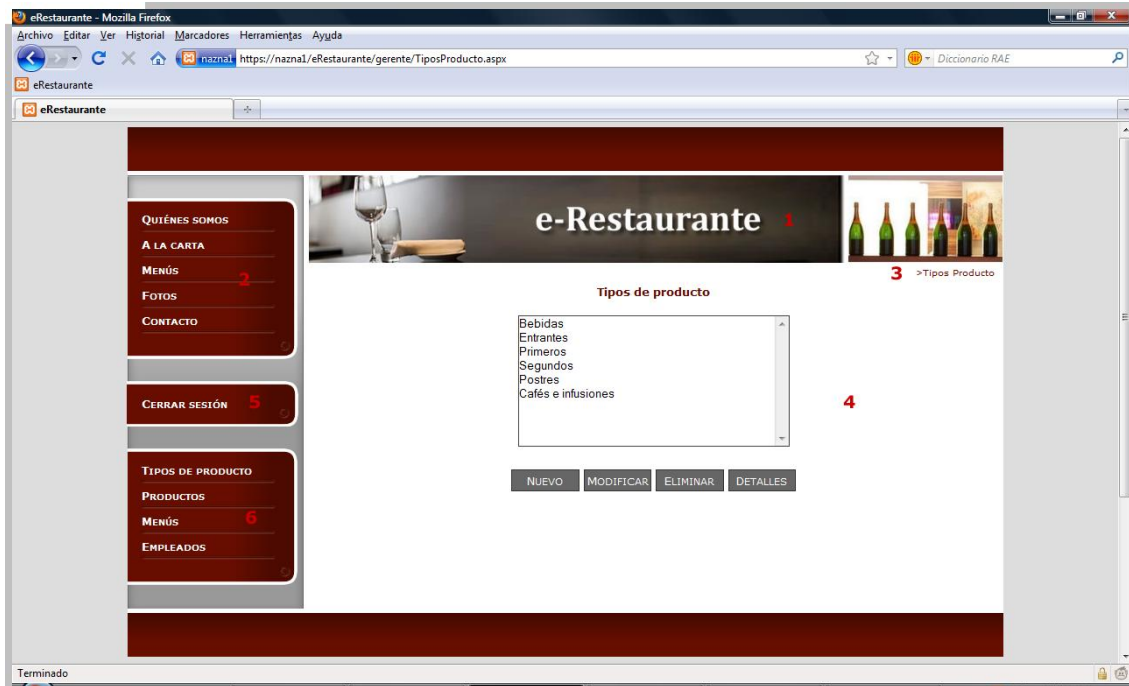 eRestaurante - Mozilla Firefox
Archivo Editar Ver Historial Marcadores Herramientas Ayuda
nazna1 https://nazna1/eRestaurante/gerente/TiposProducto.aspx
Diccionario RAE
eRestaurante
eRestaurante
e-Restaurante 1
3 >Tipos Producto
QUIÉNES SOMOS
A LA CARTA
MENÚS
2
FOTOS
CONTACTO
Tipos de producto
Bebidas
Entrantes
Primeros
Segundos
Postres
Cafés e infusiones
4
CERRAR SESIÓN 5
NUEVO MODIFICAR ELIMINAR DETALLES
TIPOS DE PRODUCTO
PRODUCTOS
MENÚS 6
EMPLEADOS
Terminado